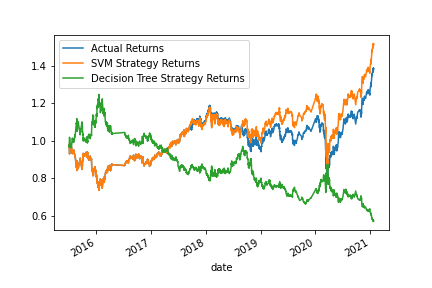 Actual Returns
SVM Strategy Returns
Decision Tree Strategy Returns
1.4
1.2
1.0
0.8
0.6
2016
2017
2018
2019
2020
2021
date